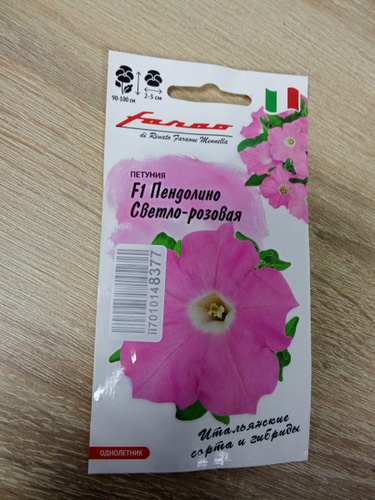 90-100 см
2-3 см
Farao
di Renato Faraone Mennella
ПЕТУНИЯ
F1 Пендолино
Светло-розовая
ii7010148377
Итальянские
сорта и гибриды
ОДНОЛЕТНИК